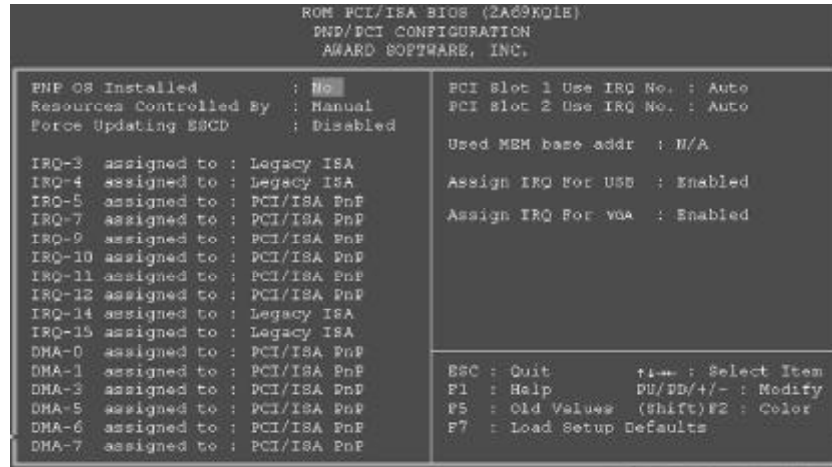 ROM PCI/ISA BIOS (2A69KQ1E)
PNP/PCI CONFIGURATION
AWARD SOFTWARE, INC.
PNP OS Installed : No
Resources Controlled By : Manual
Force Updating ESCD : Disabled
IRQ-3 assigned to : Legacy ISA
IRQ-4 assigned to : Legacy ISA
IRQ-5 assigned to : PCI/ISA PnP
IRQ-7 assigned to : PCI/ISA PnP
IRQ-9 assigned to : PCI/ISA PnP
IRQ-10 assigned to : PCI/ISA PnP
IRQ-11 assigned to : PCI/ISA PnP
IRQ-12 assigned to : PCI/ISA PnP
IRQ-14 assigned to : Legacy ISA
IRQ-15 assigned to : Legacy ISA
DMA-0 assigned to : PCI/ISA PnP
DMA-1 assigned to : PCI/ISA PnP
DMA-3 assigned to : PCI/ISA PnP
DMA-5 assigned to : PCI/ISA PnP
DMA-6 assigned to : PCI/ISA PnP
DMA-7 assigned to : PCI/ISA PnP
PCI Slot 1 Use IRQ No. : Auto
PCI Slot 2 Use IRQ No. : Auto
Used MEM base addr : N/A
Assign IRQ For USB : Enabled
Assign IRQ For VGA : Enabled
ESC : Quit ↑↓→← : Select Item
F1 : Help PU/PD/+/- : Modify
F5 : Old Values (Shift)F2 : Color
F7 : Load Setup Defaults